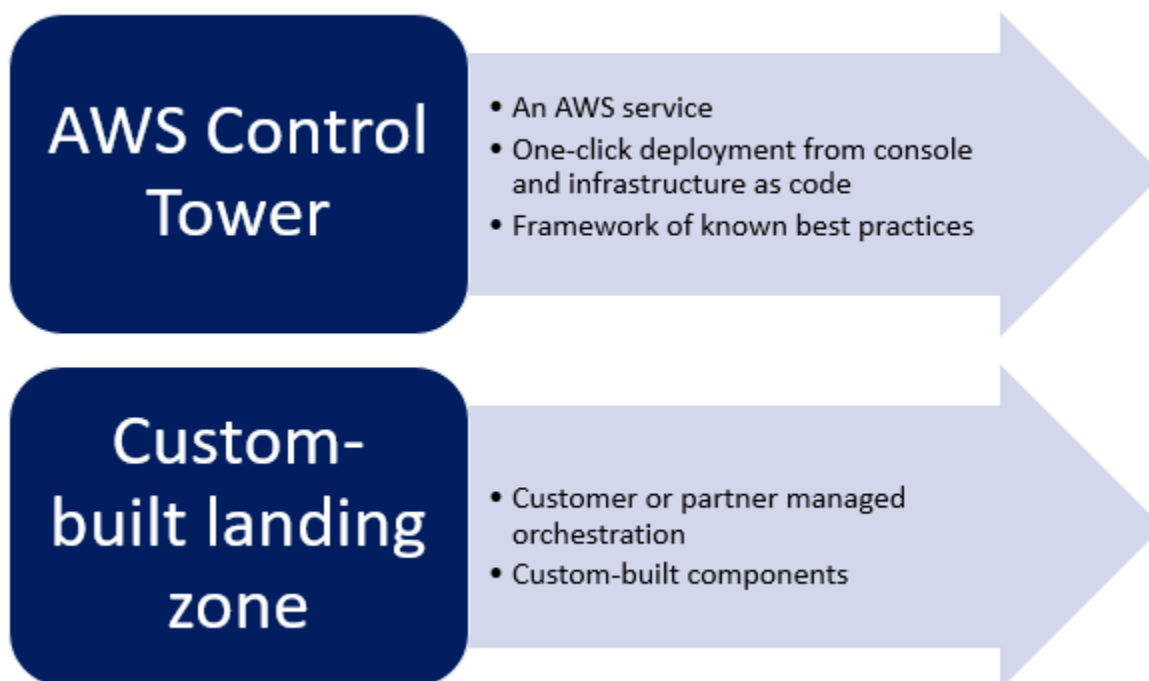 AWS Control
Tower
• An AWS service
• One-click deployment from console
and infrastructure as code
• Framework of known best practices
Custom-
built landing
zone
• Customer or partner managed
orchestration
• Custom-built components